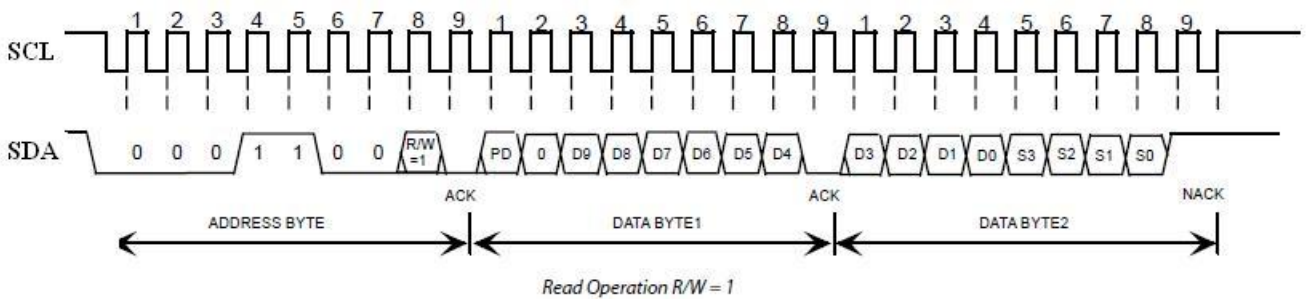 1 2 3 4 5 6 7 8 9 1 2 3 4 5 6 7 8 9 1 2 3 4 5 6 7 8 9
SCL
SDA 0 0 0 1 1 0 0 R/W =1 PD 0 D9 D8 D7 D6 D5 D4 D3 D2 D1 D0 S3 S2 S1 S0
ACK ACK NACK
ADDRESS BYTE DATA BYTE1 DATA BYTE2
Read Operation R/W = 1